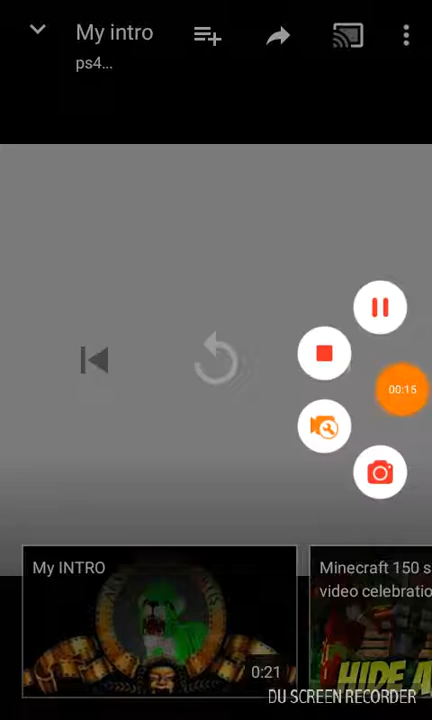 My intro
ps4...
00:15
My INTRO
Minecraft 150 s
video celebratio
HIDE A
0:21
DU SCREEN RECORDER